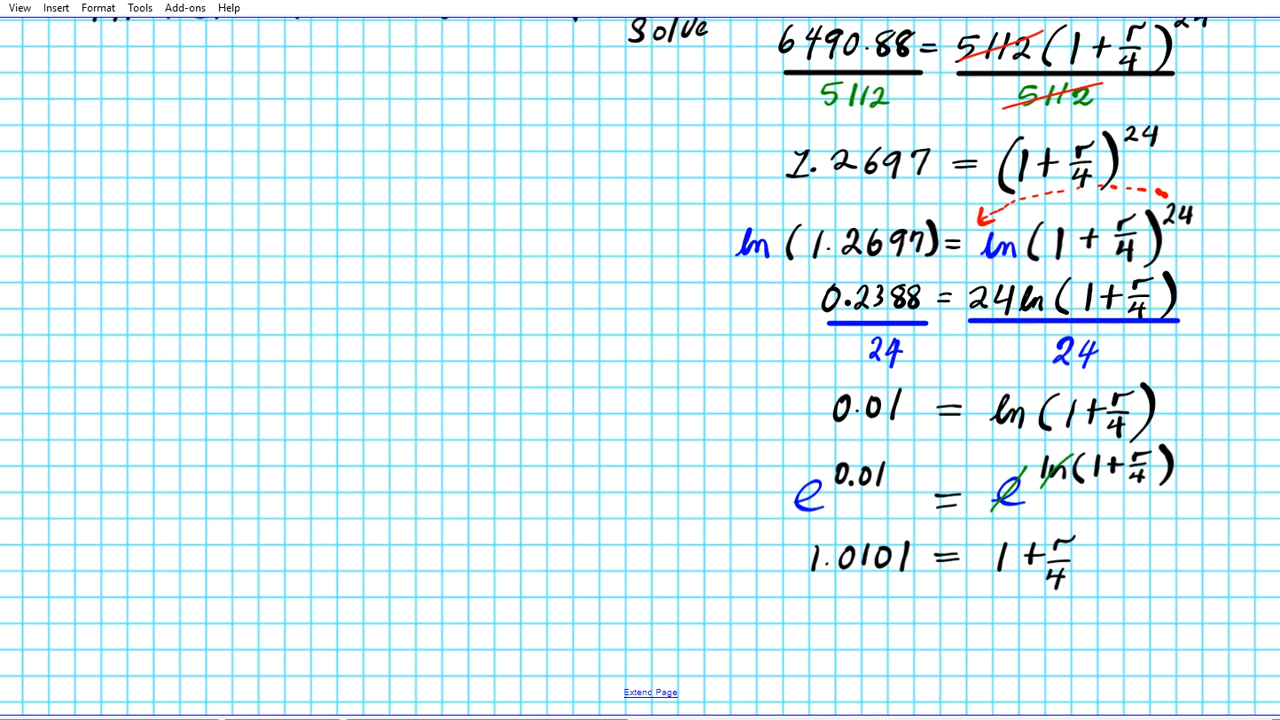 View Insert Format Tools Add-ons Help
Solve 6490.88 = 5112(1 + r/4)^24
5112 5112
1.2697 = (1 + r/4)^24
ln(1.2697) = ln(1 + r/4)^24
0.2388 = 24ln(1 + r/4)
24 24
0.01 = ln(1 + r/4)
e^0.01 = e^ln(1 + r/4)
1.0101 = 1 + r/4
Extend Page